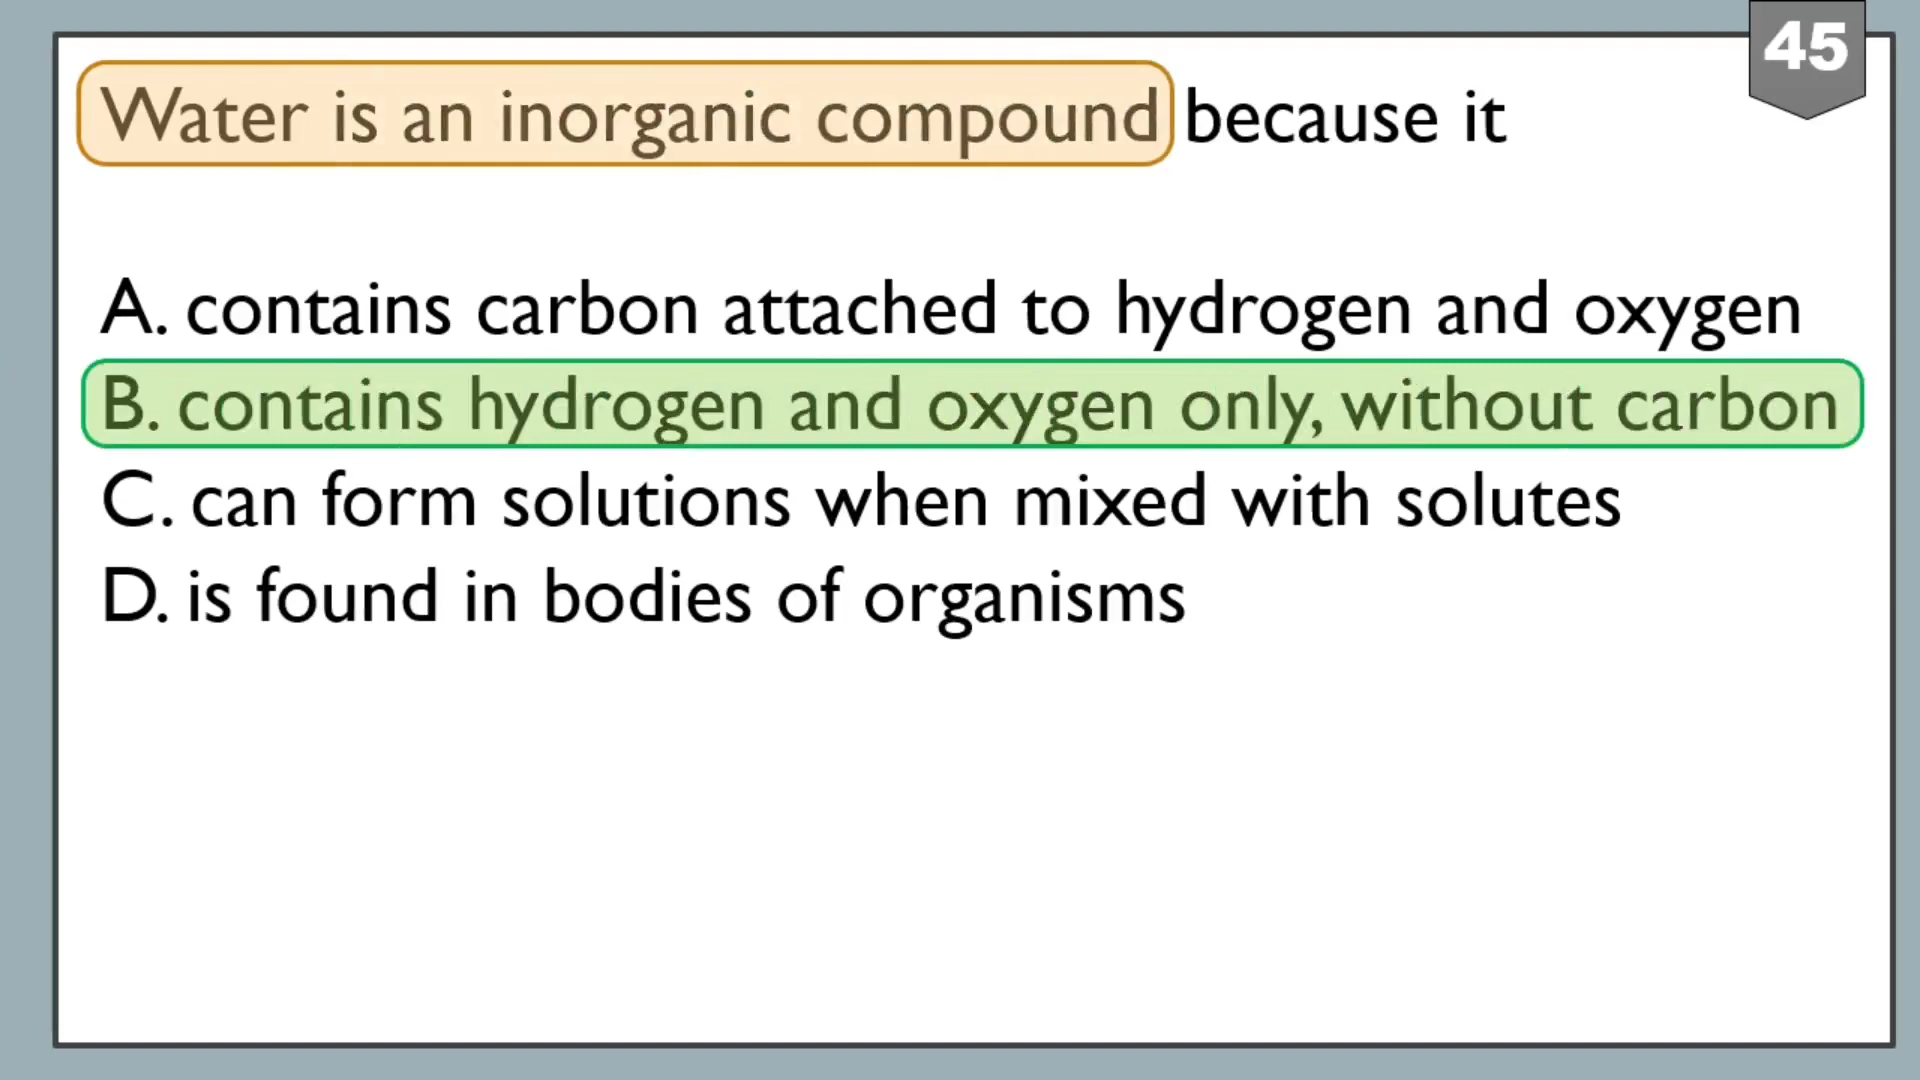 45
Water is an inorganic compound because it
A. contains carbon attached to hydrogen and oxygen
B. contains hydrogen and oxygen only, without carbon
C. can form solutions when mixed with solutes
D. is found in bodies of organisms